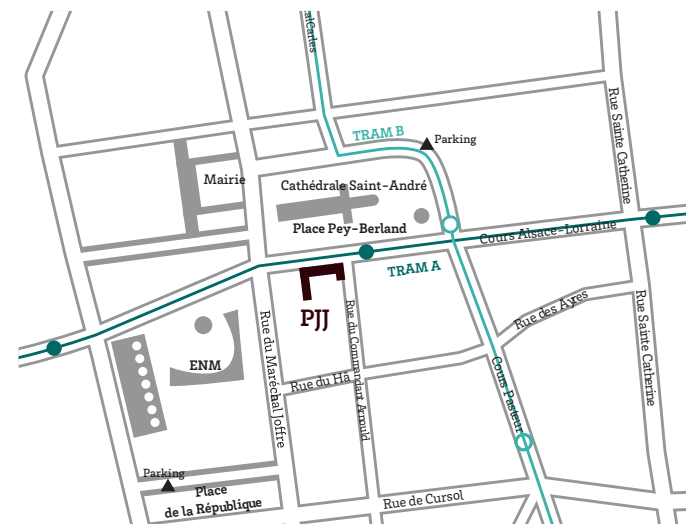 alCarles
TRAM B
Parking
Rue Sainte Catherine
Mairie
Cathédrale Saint-André
Place Pey-Berland
Cours Alsace-Lorraine
TRAM A
PJJ
Rue des Ayres
Rue du Maréchal Joffre
Rue du Commandant Arnould
ENM
Rue du Hâ
Cours Pasteur
Rue Sainte Catherine
Parking
Place
de la République
Rue de Cursol